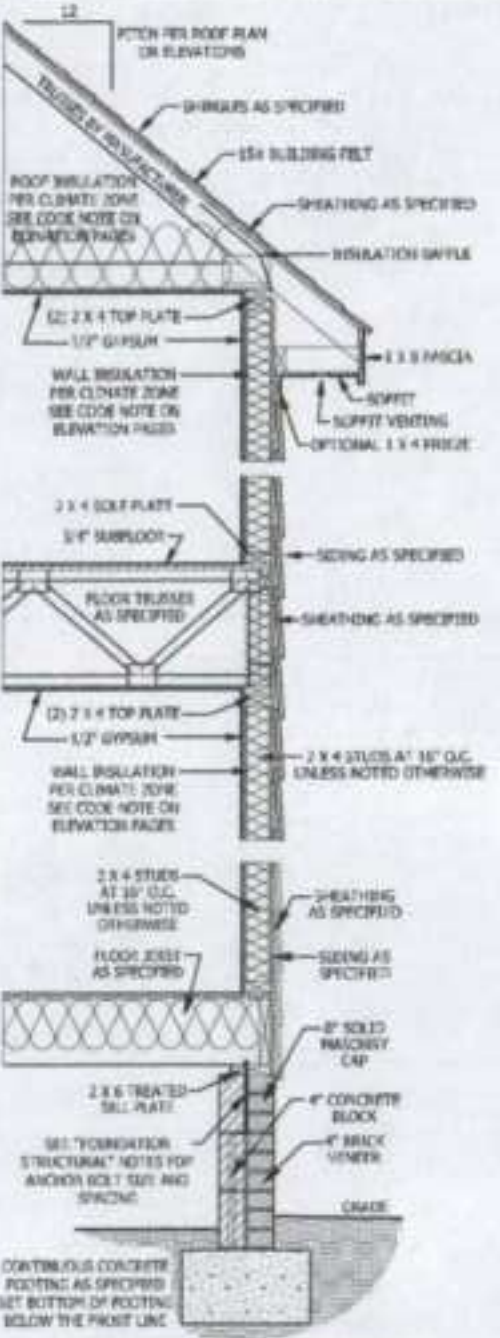 12
PITCH PER ROOF PLAN
OR ELEVATIONS
SHINGLES AS SPECIFIED
TRUSSES BY MANUFACTURER
15# BUILDING FELT
ROOF INSULATION
PER CLIMATE ZONE
SEE CODE NOTE ON
ELEVATION PAGES
SHEATHING AS SPECIFIED
INSULATION BAFFLE
(2) 2 X 4 TOP PLATE
1/2" GYPSUM
1 X 8 FASCIA
WALL INSULATION
PER CLIMATE ZONE
SEE CODE NOTE ON
ELEVATION PAGES
SOFFIT
SOFFIT VENTING
OPTIONAL 1 X 4 FRIEZE
2 X 4 SOLE PLATE
3/4" SUBFLOOR
SIDING AS SPECIFIED
FLOOR TRUSSES
AS SPECIFIED
SHEATHING AS SPECIFIED
(2) 2 X 4 TOP PLATE
1/2" GYPSUM
2 X 4 STUDS AT 16" O.C.
UNLESS NOTED OTHERWISE
WALL INSULATION
PER CLIMATE ZONE
SEE CODE NOTE ON
ELEVATION PAGES
2 X 4 STUDS
AT 16" O.C.
UNLESS NOTED
OTHERWISE
SHEATHING
AS SPECIFIED
FLOOR JOISTS
AS SPECIFIED
SIDING AS
SPECIFIED
8" SOLID
MASONRY
CAP
2 X 6 TREATED
SILL PLATE
4" CONCRETE
BLOCK
SEE "FOUNDATION
STRUCTURAL" NOTES FOR
ANCHOR BOLT SIZE AND
SPACING
4" BRICK
VENEER
GRADE
CONTINUOUS CONCRETE
FOOTING AS SPECIFIED
SET BOTTOM OF FOOTING
BELOW THE FROST LINE